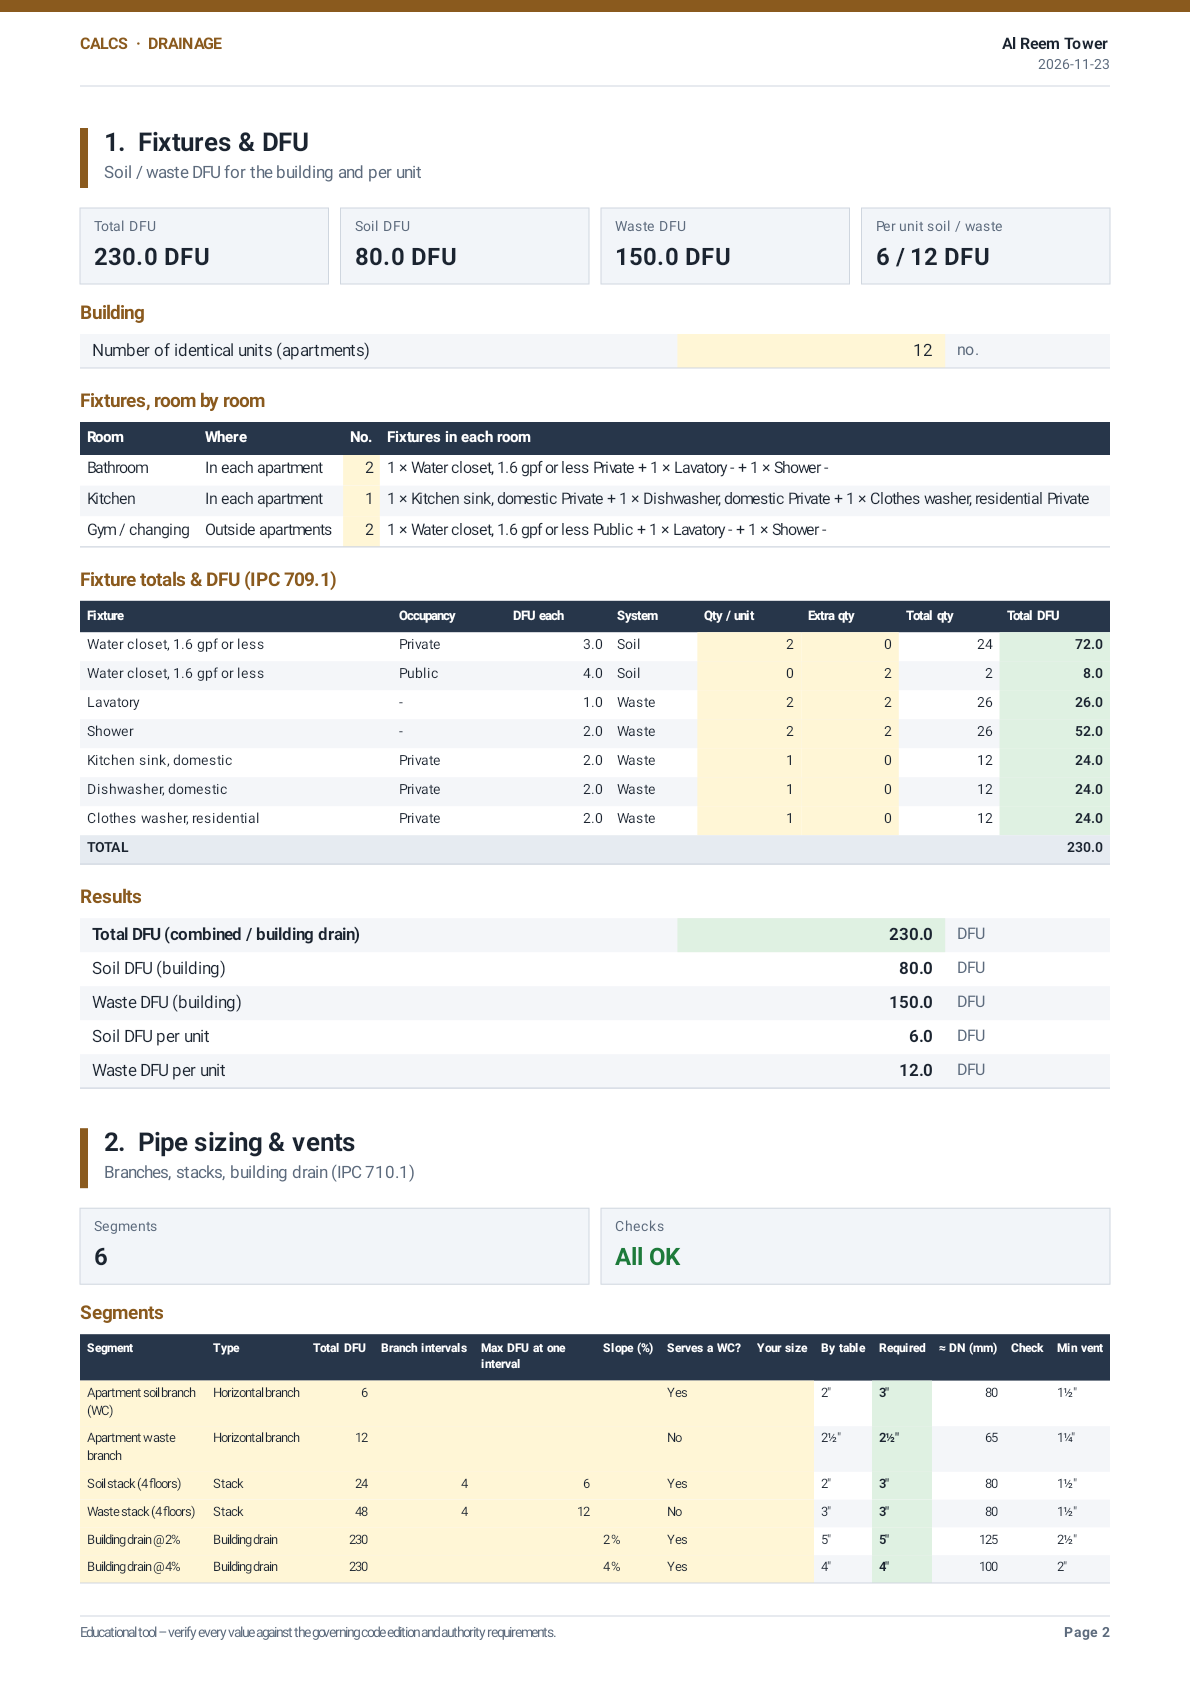 CALCS · DRAINAGE
Al Reem Tower
2026-11-23
1. Fixtures & DFU
Soil / waste DFU for the building and per unit
Total DFU Soil DFU Waste DFU Per unit soil / waste
230.0 DFU 80.0 DFU 150.0 DFU 6 / 12 DFU
Building
Number of identical units (apartments) 12 no.
Fixtures, room by room
Room Where No. Fixtures in each room
Bathroom In each apartment 2 1 × Water closet, 1.6 gpf or less Private + 1 × Lavatory - + 1 × Shower -
Kitchen In each apartment 1 1 × Kitchen sink, domestic Private + 1 × Dishwasher, domestic Private + 1 × Clothes washer, residential Private
Gym / changing Outside apartments 2 1 × Water closet, 1.6 gpf or less Public + 1 × Lavatory - + 1 × Shower -
Fixture totals & DFU (IPC 709.1)
Fixture Occupancy DFU each System Qty / unit Extra qty Total qty Total DFU
Water closet, 1.6 gpf or less Private 3.0 Soil 2 0 24 72.0
Water closet, 1.6 gpf or less Public 4.0 Soil 0 2 2 8.0
Lavatory - 1.0 Waste 2 2 26 26.0
Shower - 2.0 Waste 2 2 26 52.0
Kitchen sink, domestic Private 2.0 Waste 1 0 12 24.0
Dishwasher, domestic Private 2.0 Waste 1 0 12 24.0
Clothes washer, residential Private 2.0 Waste 1 0 12 24.0
TOTAL 230.0
Results
Total DFU (combined / building drain) 230.0 DFU
Soil DFU (building) 80.0 DFU
Waste DFU (building) 150.0 DFU
Soil DFU per unit 6.0 DFU
Waste DFU per unit 12.0 DFU
2. Pipe sizing & vents
Branches, stacks, building drain (IPC 710.1)
Segments Checks
6 All OK
Segments
Segment Type Total DFU Branch intervals Max DFU at one Slope (%) Serves a WC? Your size By table Required ≈ DN (mm) Check Min vent
interval
Apartment soil branch Horizontal branch 6 Yes 2" 3" 80 1½"
(WC)
Apartment waste Horizontal branch 12 No 2½" 2½" 65 1¼"
branch
Soil stack (4 floors) Stack 24 4 6 Yes 2" 3" 80 1½"
Waste stack (4 floors) Stack 48 4 12 No 3" 3" 80 1½"
Building drain @ 2% Building drain 230 2 % Yes 5" 5" 125 2½"
Building drain @ 4% Building drain 230 4 % Yes 4" 4" 100 2"
Educational tool – verify every value against the governing code edition and authority requirements.
Page 2